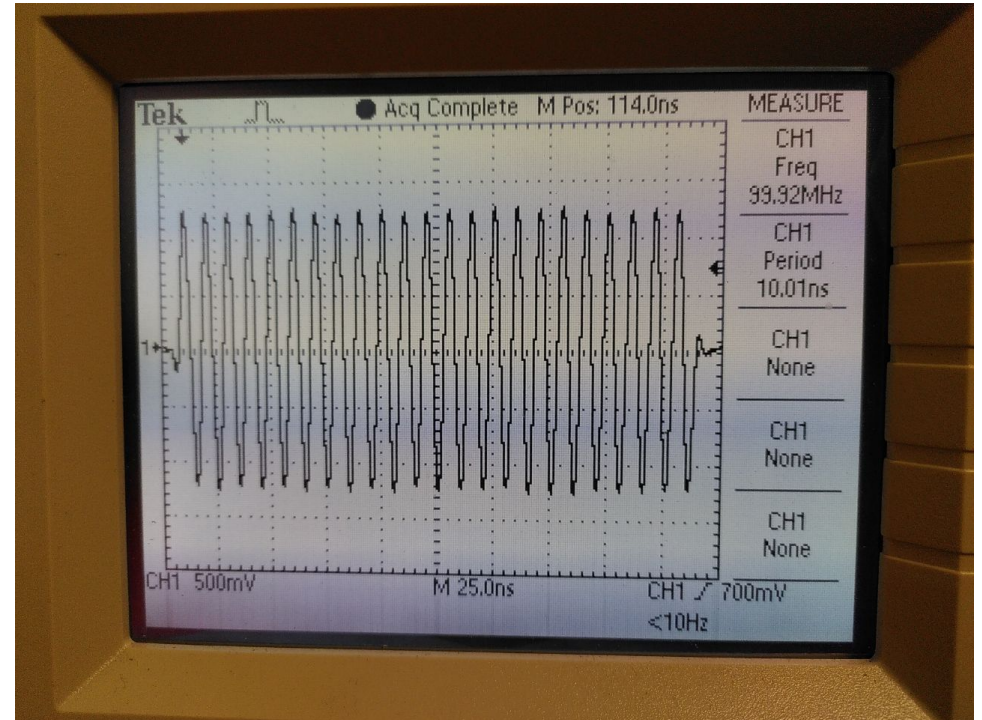 Tek ● Acq Complete M Pos: 114.0ns MEASURE
CH1
Freq
99.92MHz
CH1
Period
10.01ns
1
CH1
None
CH1
None
CH1
None
CH1 500mV M 25.0ns CH1 700mV
<10Hz